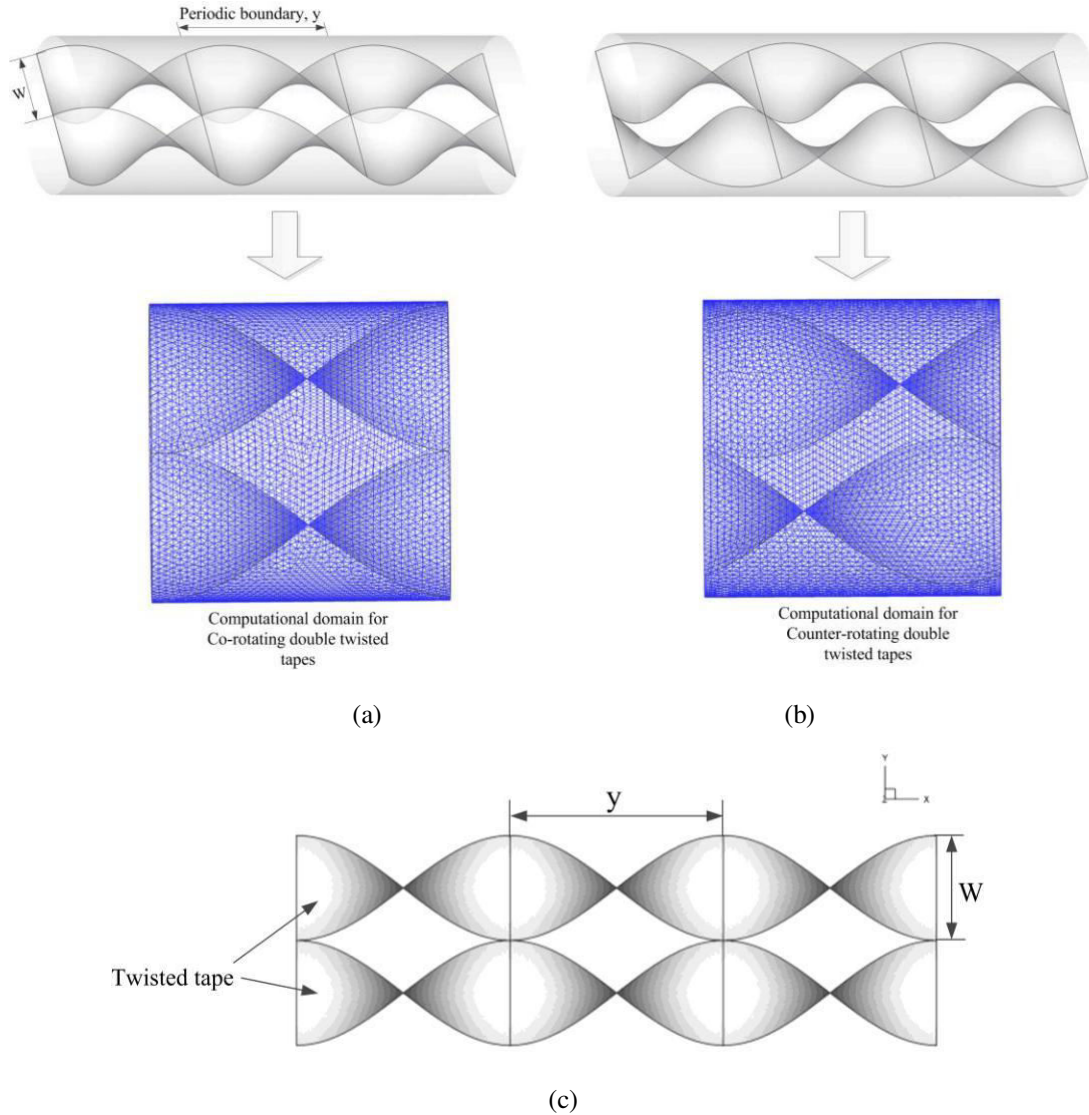 Periodic boundary, y
W
Computational domain for
Co-rotating double twisted
tapes
Computational domain for
Counter-rotating double
twisted tapes
(a)
(b)
Y
Z
X
y
W
Twisted tape
(c)